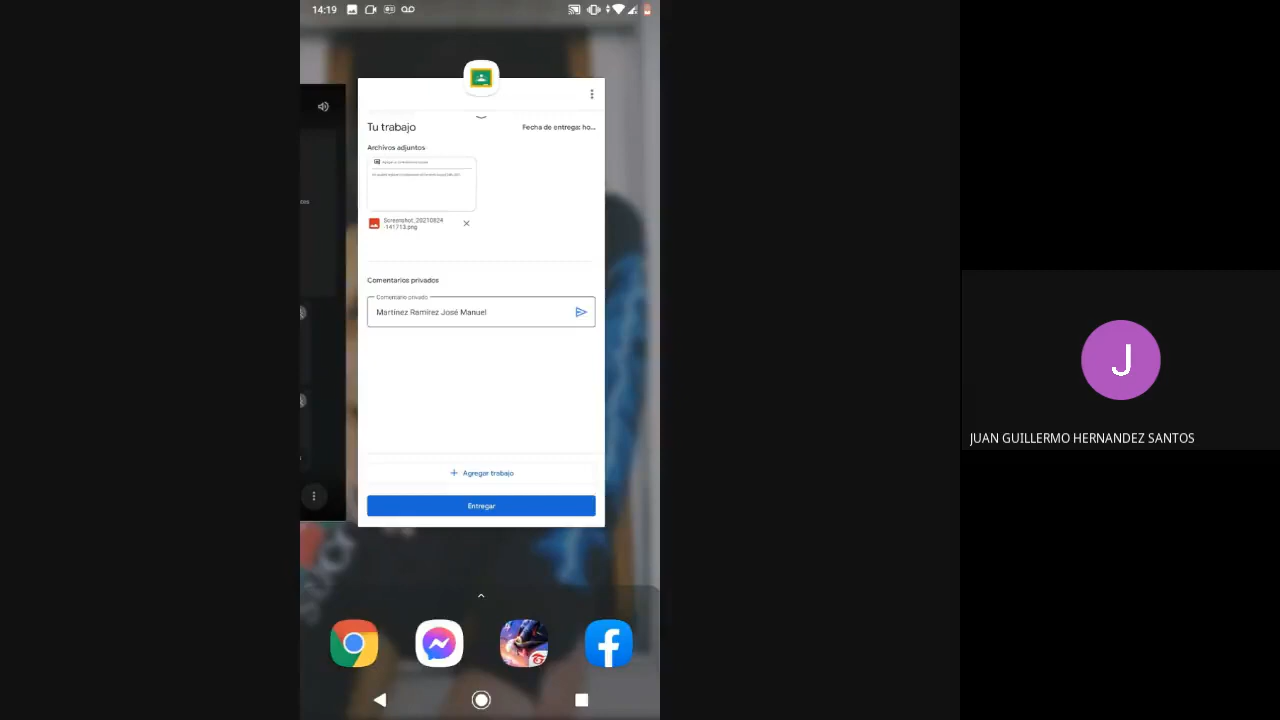 14:19
Tu trabajo
Fecha de entrega: ho...
Archivos adjuntos
Screenshot_20210824
-141713.png
Comentarios privados
Comentario privado
Martínez Ramírez José Manuel
+ Agregar trabajo
Entregar
J
JUAN GUILLERMO HERNANDEZ SANTOS